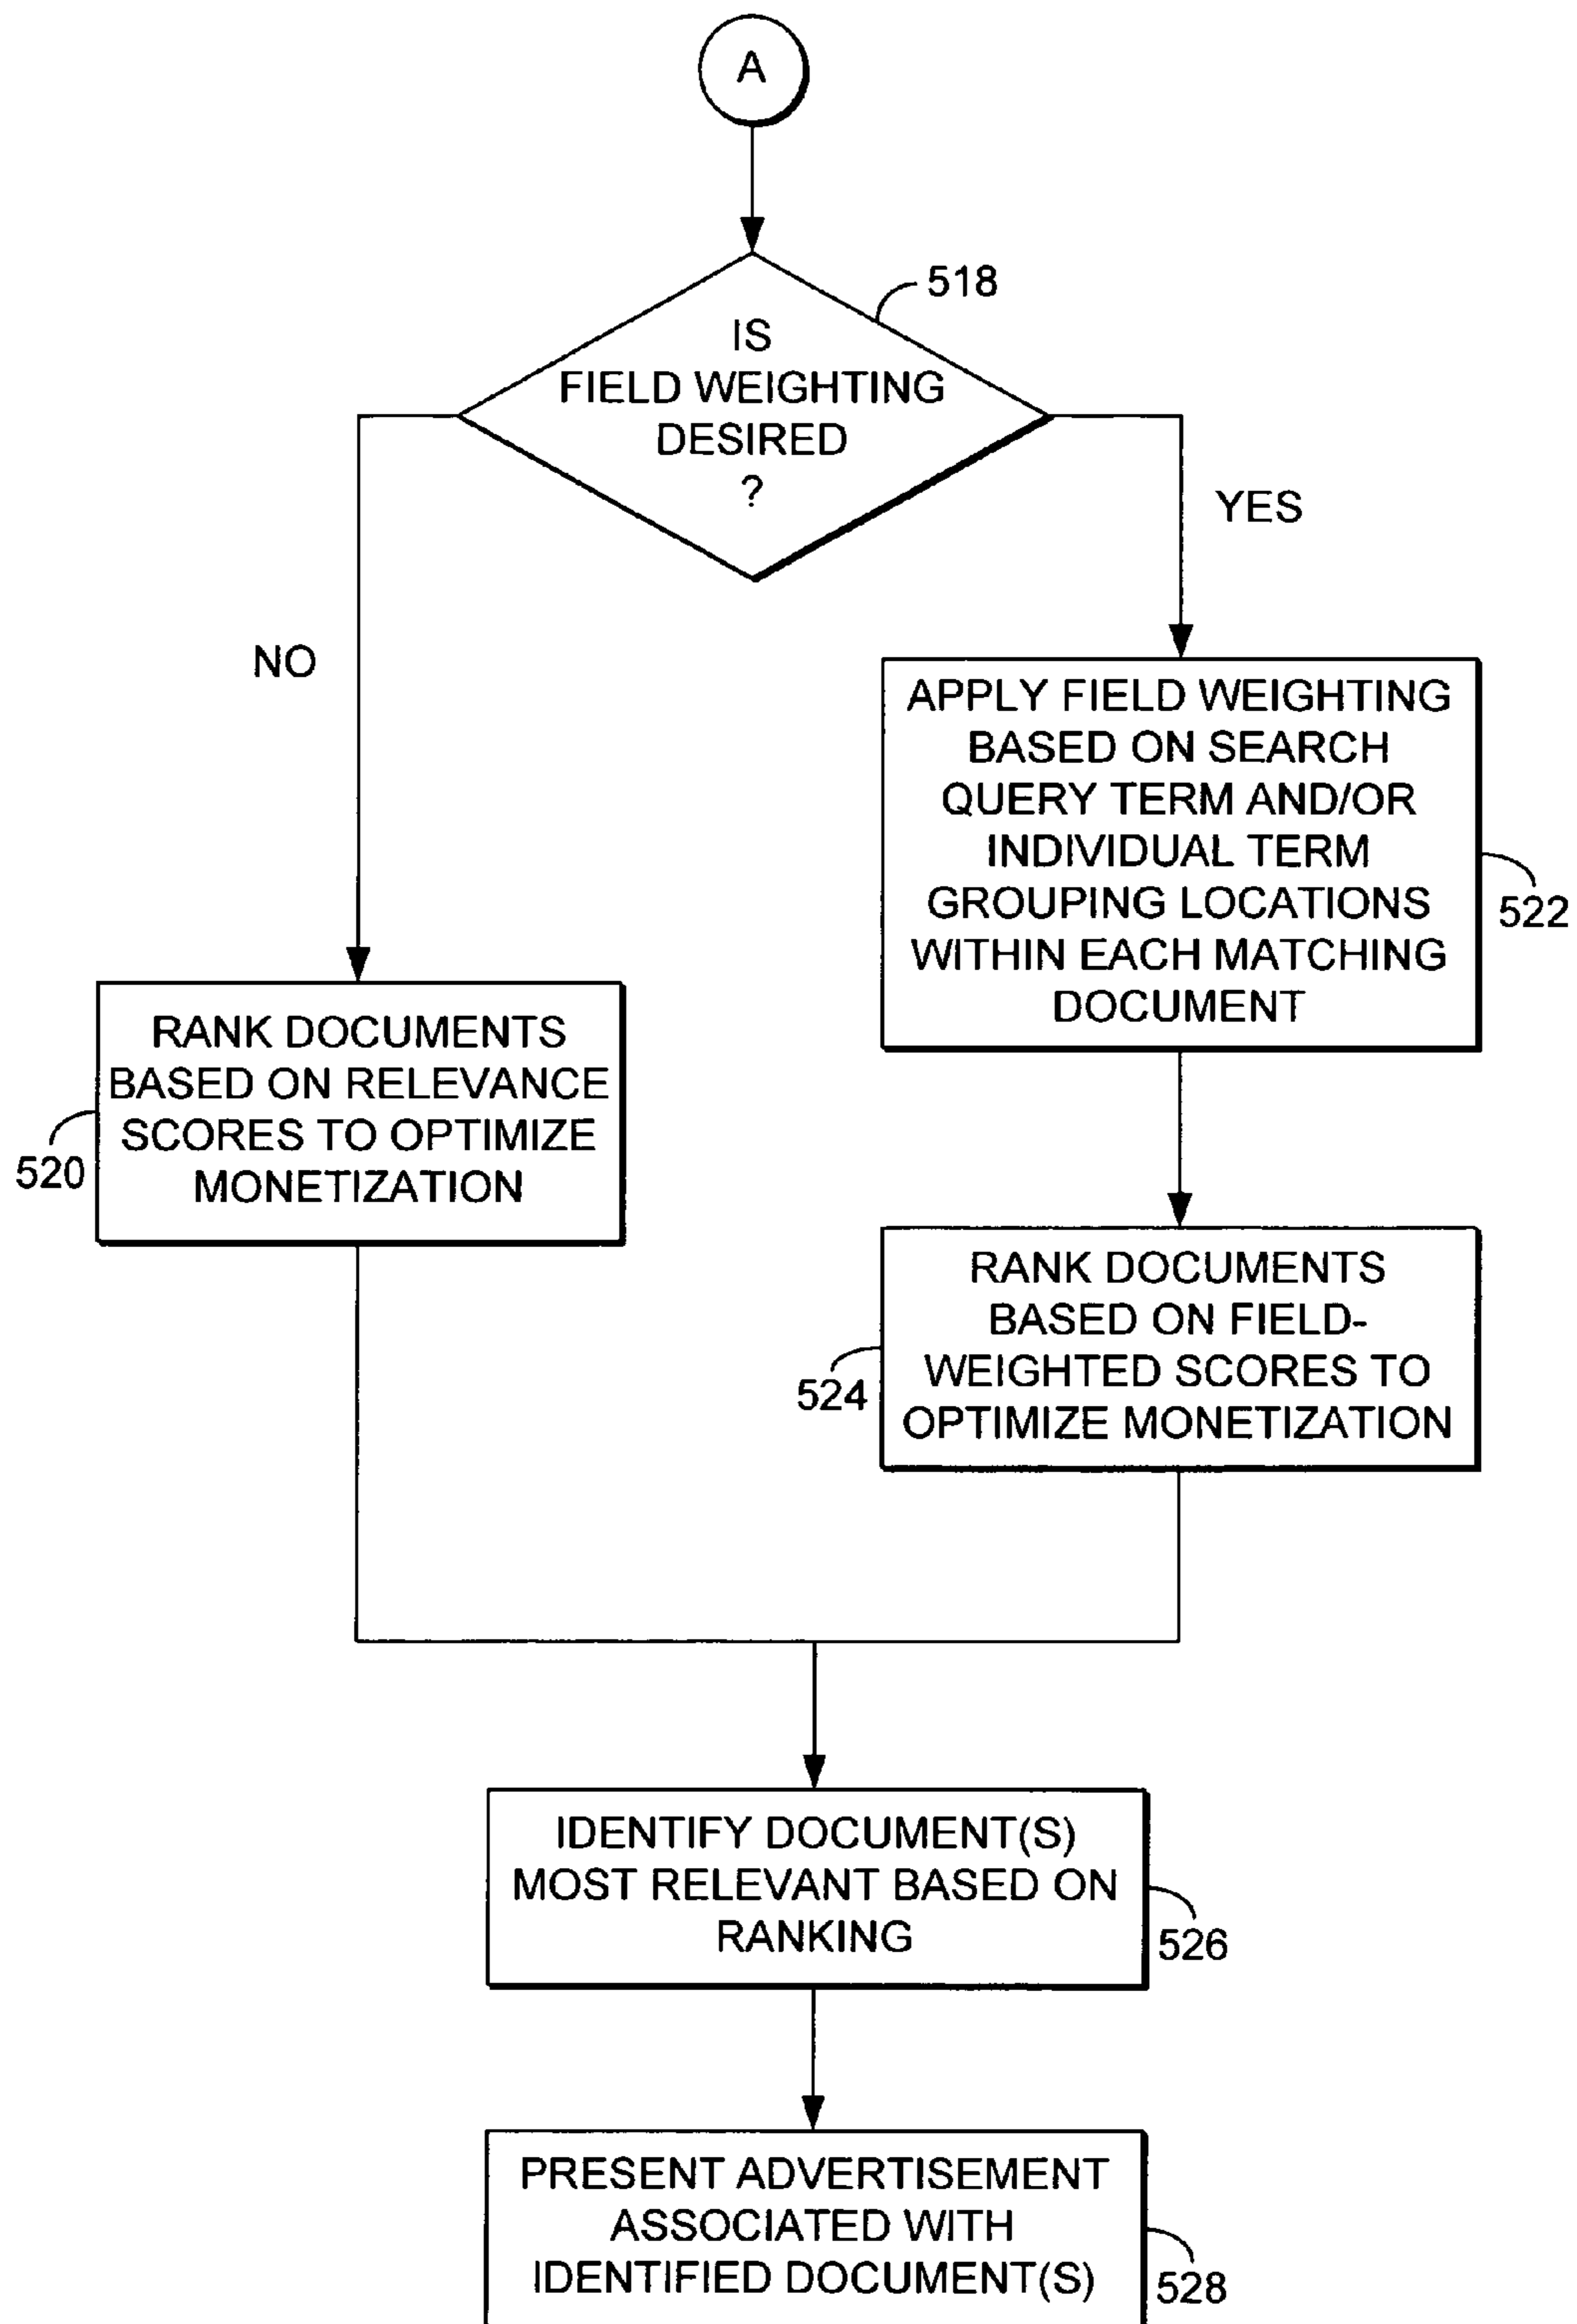 A
518
IS
FIELD WEIGHTING
DESIRED
?
YES
NO
APPLY FIELD WEIGHTING
BASED ON SEARCH
QUERY TERM AND/OR
INDIVIDUAL TERM
GROUPING LOCATIONS
WITHIN EACH MATCHING
DOCUMENT
522
RANK DOCUMENTS
BASED ON RELEVANCE
SCORES TO OPTIMIZE
MONETIZATION
520
RANK DOCUMENTS
BASED ON FIELD-
WEIGHTED SCORES TO
OPTIMIZE MONETIZATION
524
IDENTIFY DOCUMENT(S)
MOST RELEVANT BASED ON
RANKING
526
PRESENT ADVERTISEMENT
ASSOCIATED WITH
IDENTIFIED DOCUMENT(S)
528